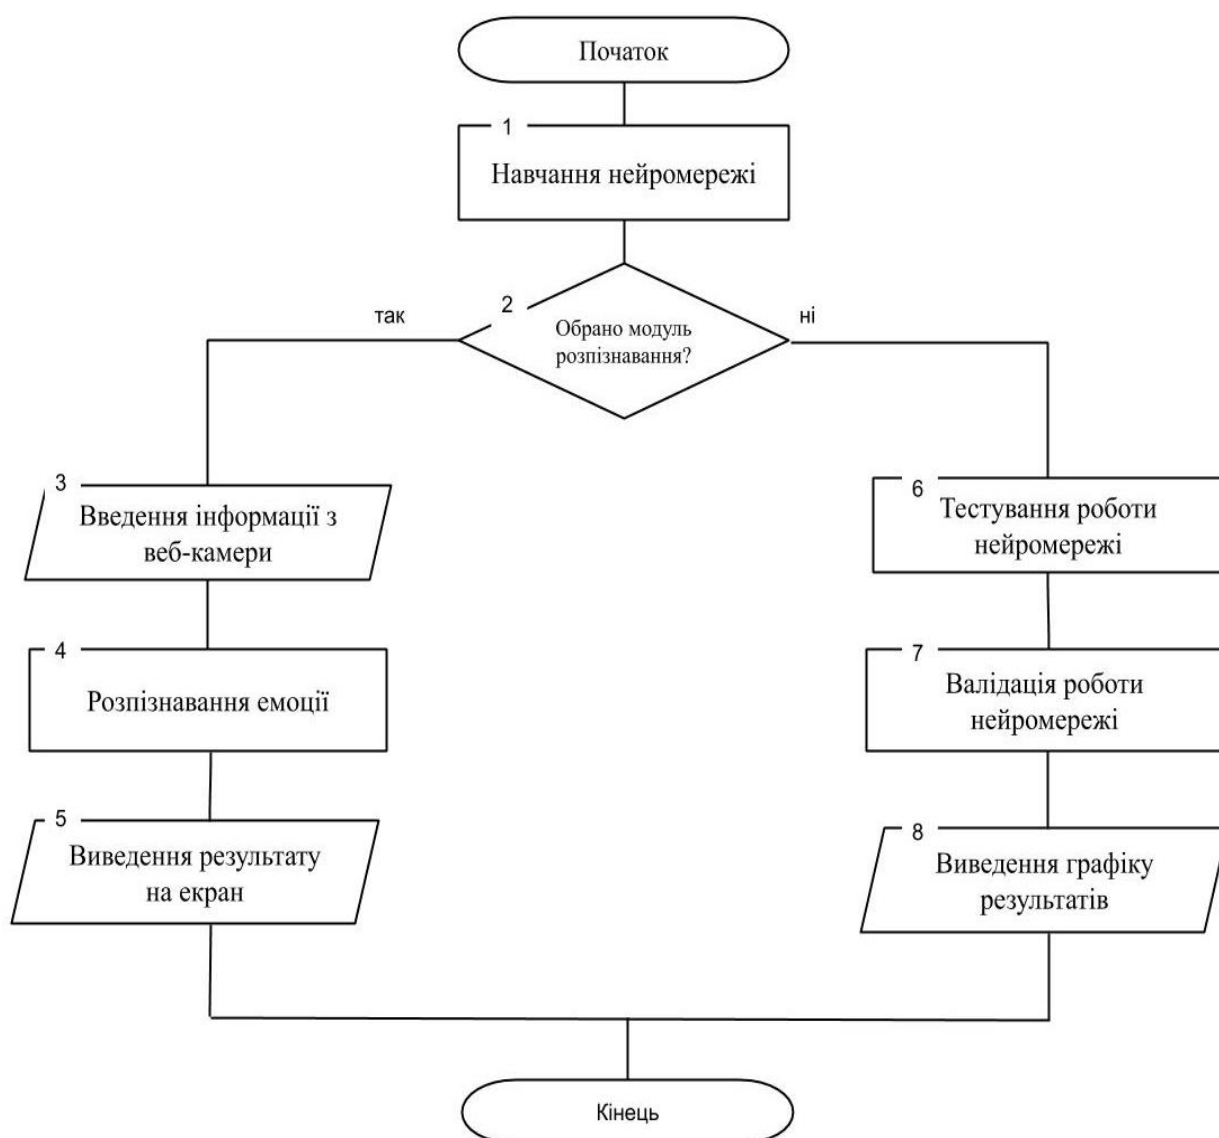 Початок
1
Навчання нейромережі
2
так
ні
Обрано модуль
розпізнавання?
3
Введення інформації з
веб-камери
4
Розпізнавання емоції
5
Виведення результату
на екран
6
Тестування роботи
нейромережі
7
Валідація роботи
нейромережі
8
Виведення графіку
результатів
Кінець